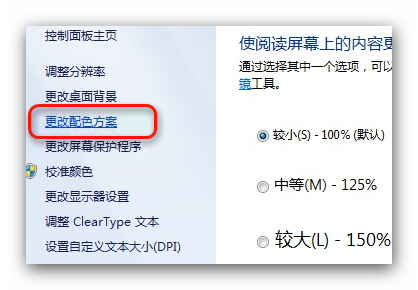 控制面板主页
调整分辨率
更改桌面背景
更改配色方案
更改屏幕保护程序
校准颜色
更改显示器设置
调整 ClearType 文本
设置自定义文本大小(DPI)
使阅读屏幕上的内容更
通过选择其中一个选项，可以
镜工具。
较小(S) - 100% (默认)
中等(M) - 125%
较大(L) - 150%